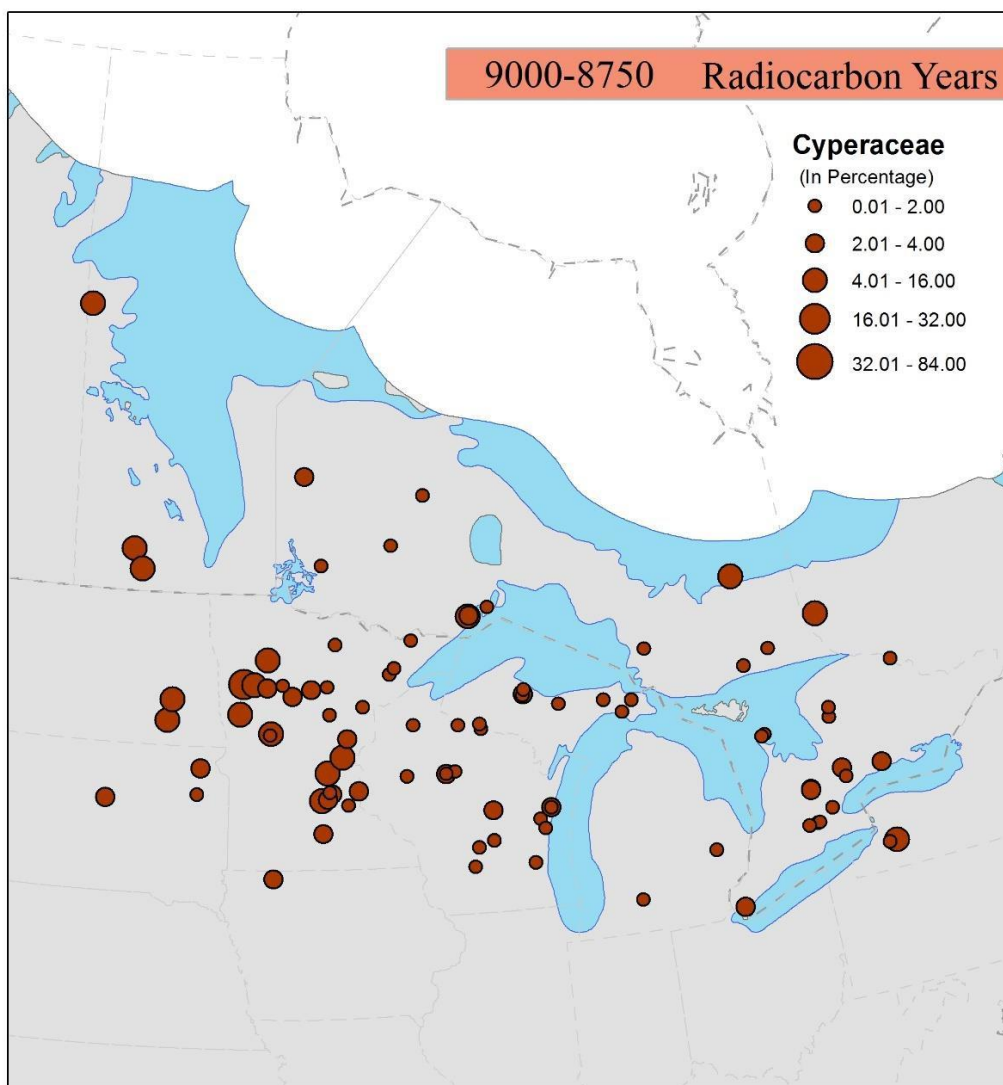 9000-8750 Radiocarbon Years
Cyperaceae
(In Percentage)
0.01 - 2.00
2.01 - 4.00
4.01 - 16.00
16.01 - 32.00
32.01 - 84.00